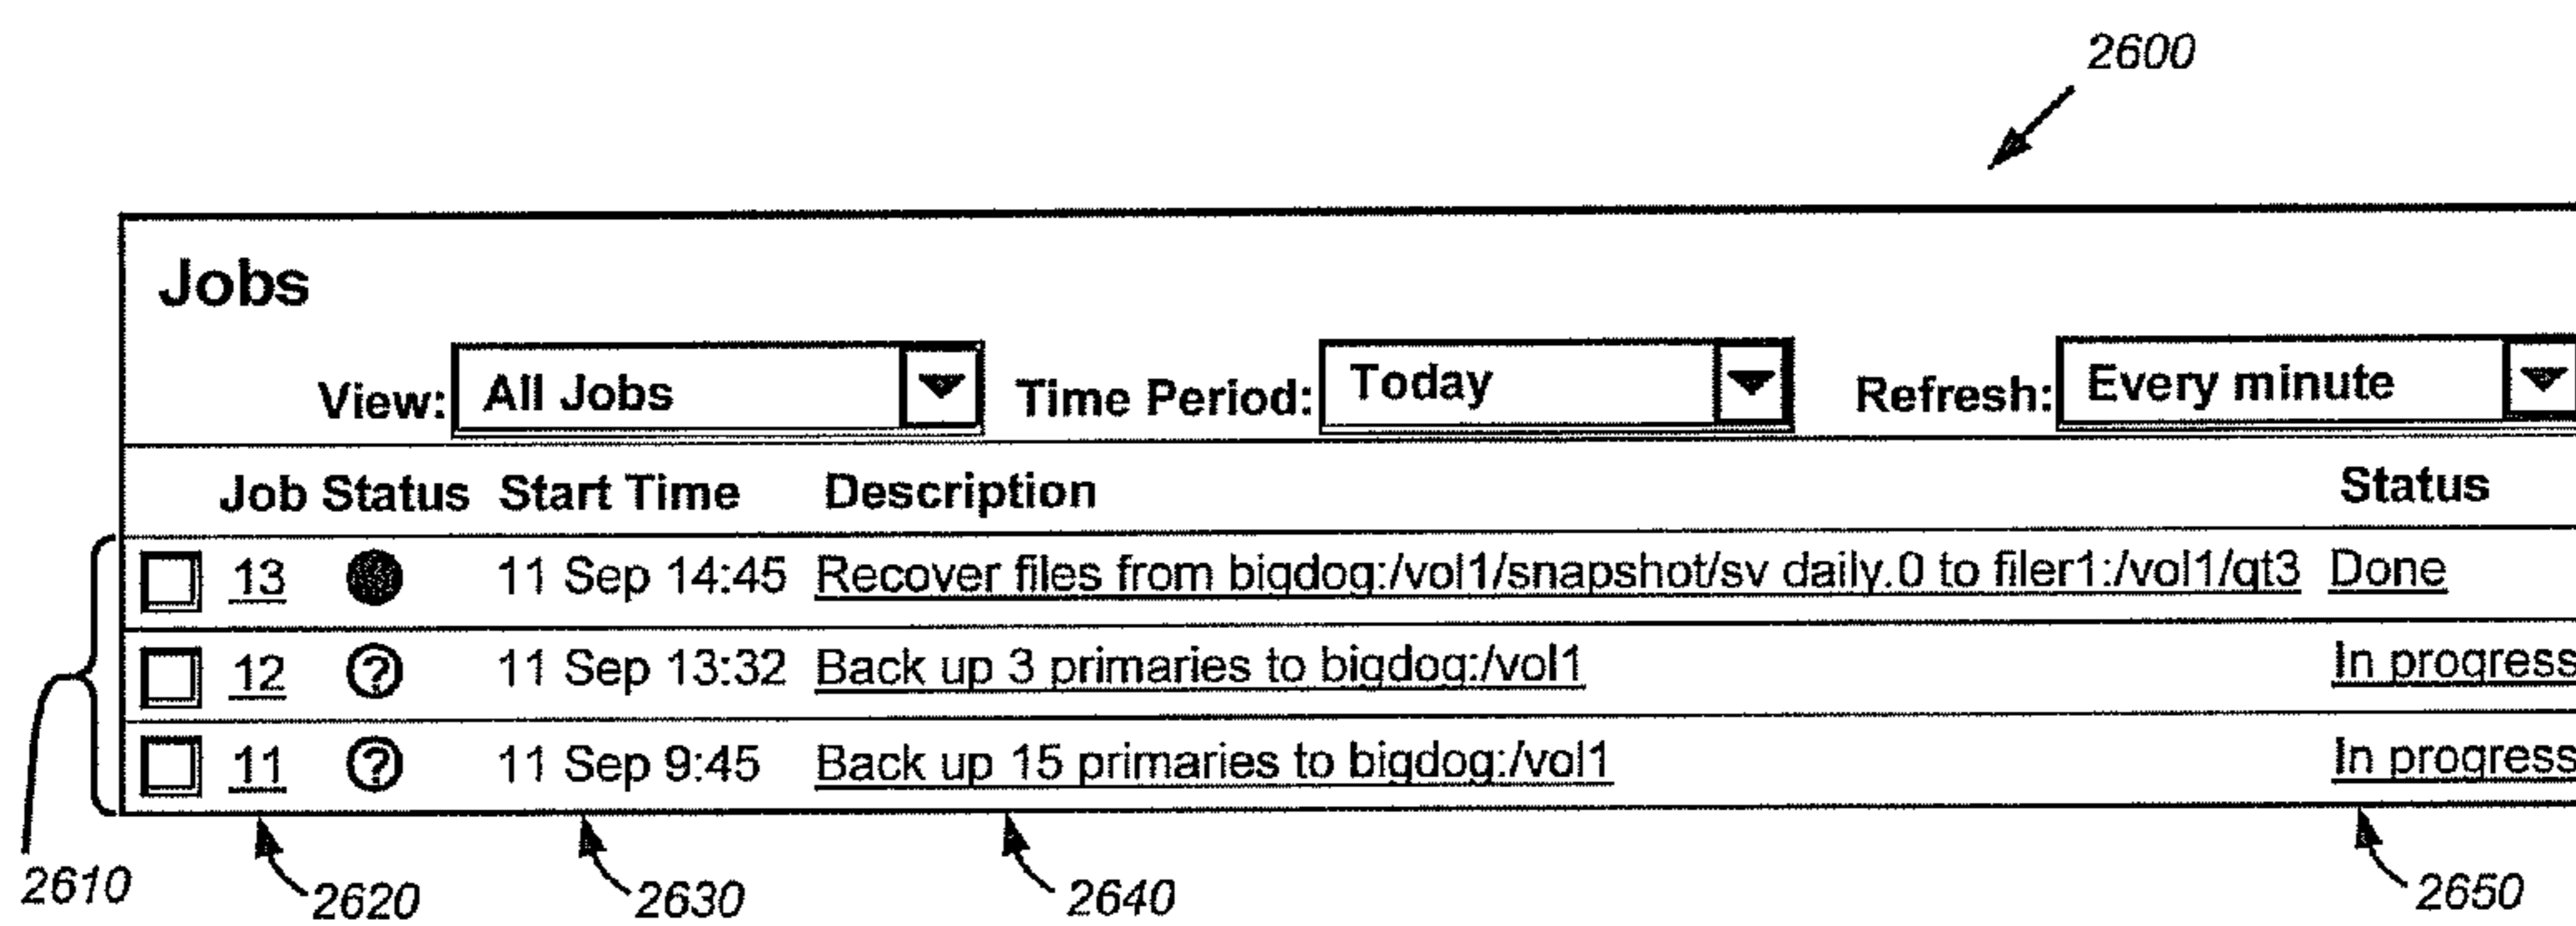 2600
Jobs
View: All Jobs Time Period: Today Refresh: Every minute
Job Status Start Time Description Status
13 11 Sep 14:45 Recover files from bigdog:/vol1/snapshot/sv daily.0 to filer1:/vol1/qt3 Done
12 ? 11 Sep 13:32 Back up 3 primaries to bigdog:/vol1 In progress
11 ? 11 Sep 9:45 Back up 15 primaries to bigdog:/vol1 In progress
2610 2620 2630 2640 2650